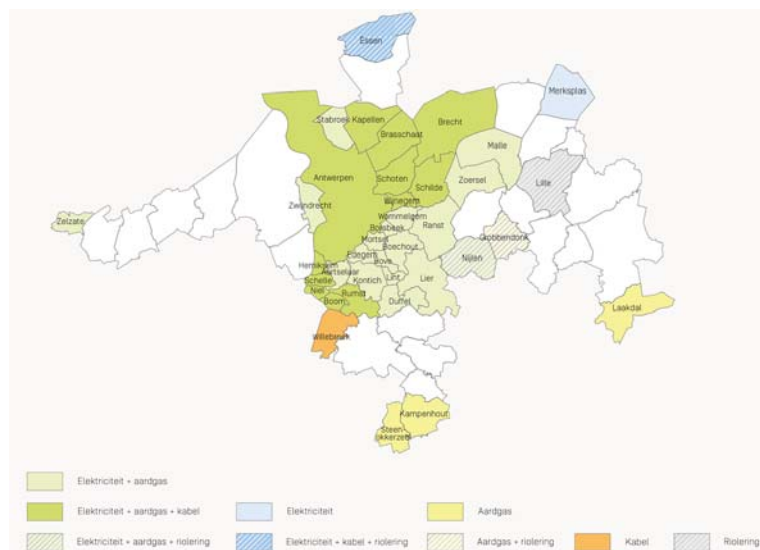 Essen
Merksplas
Stabroek Kapellen
Brecht
Brasschaat
Malle
Antwerpen
Schoten
Schilde
Zoersel
Lille
Zwijndrecht
Wijnegem
Zelzate
Wommelgem
Ranst
Borsbeek
Mortsel
Boechout
Grobbendonk
Edegem
Hove
Nijlen
Hemiksem
Aartselaar
Schelle
Kontich
Lint
Lier
Niel
Rumst
Boom
Duffel
Laakdal
Willebroek
Kampenhout
Steen-
okkerzeel
Elektriciteit + aardgas
Elektriciteit + aardgas + kabel
Elektriciteit
Aardgas
Elektriciteit + aardgas + riolering
Elektriciteit + kabel + riolering
Aardgas + riolering
Kabel
Riolering